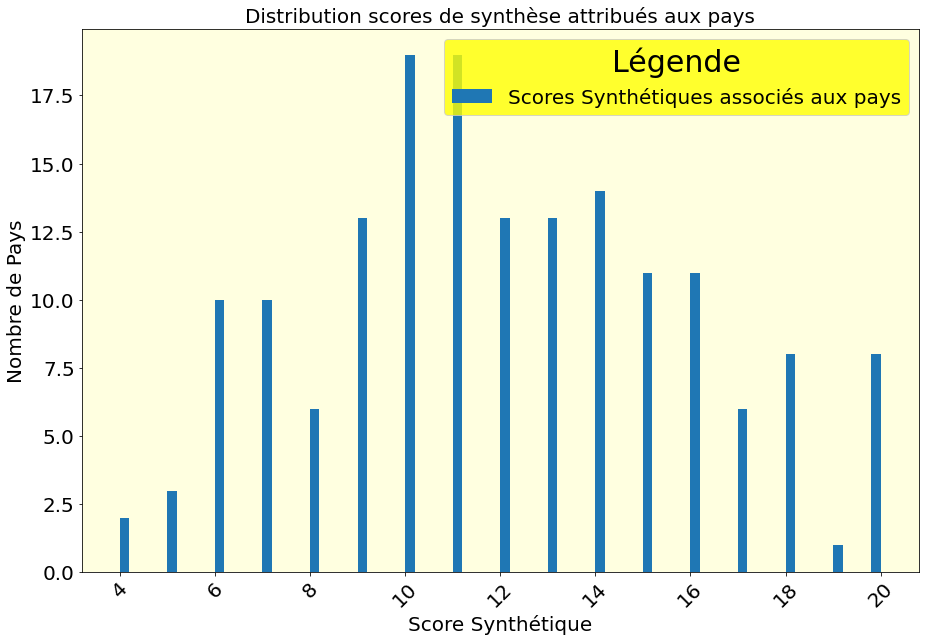 Distribution scores de synthèse attribués aux pays
Légende
Scores Synthétiques associés aux pays
Nombre de Pays
17.5
15.0
12.5
10.0
7.5
5.0
2.5
0.0
4 6 8 10 12 14 16 18 20
Score Synthétique